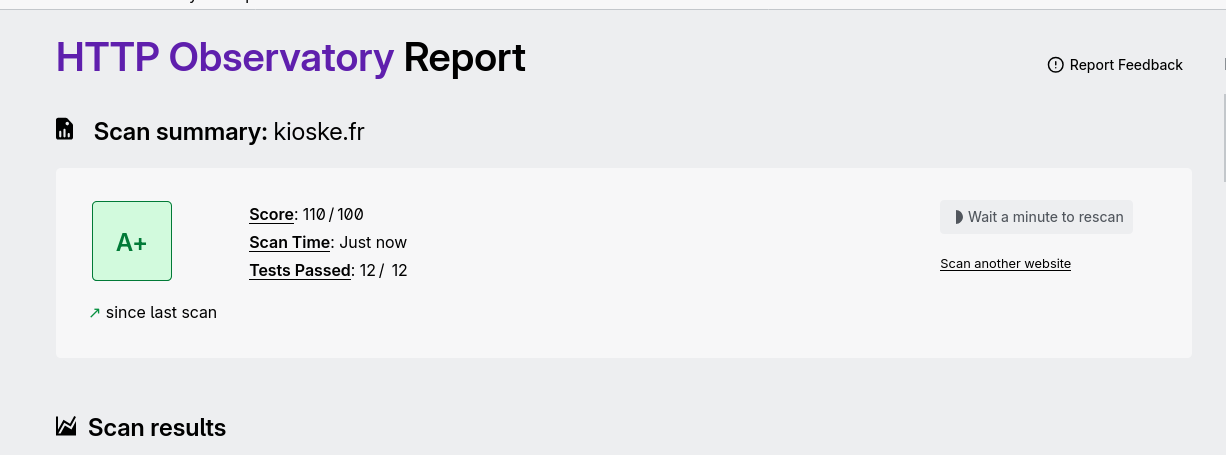 HTTP Observatory Report
Report Feedback
Scan summary: kioske.fr
A+
Score: 110 / 100
Scan Time: Just now
Tests Passed: 12 / 12
↗ since last scan
Wait a minute to rescan
Scan another website
Scan results